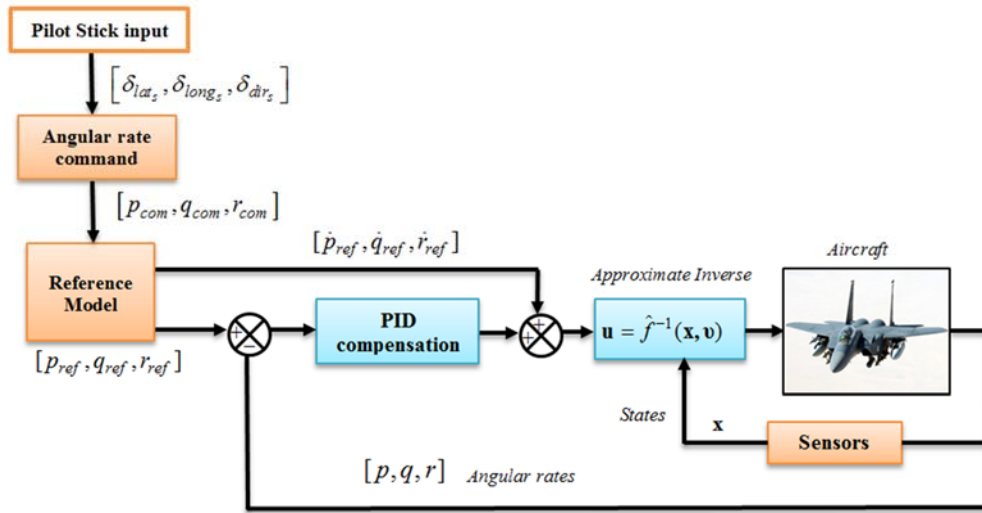 Pilot Stick input
[δ_lat_s, δ_long_s, δ_dir_s]
Angular rate
command
[p_com, q_com, r_com]
[ṗ_ref, q̇_ref, ṙ_ref]
Reference
Model
[p_ref, q_ref, r_ref]
+
−
PID
compensation
+
+
Approximate Inverse
u = f̂⁻¹(x, υ)
Aircraft
States
x
Sensors
[p, q, r] Angular rates